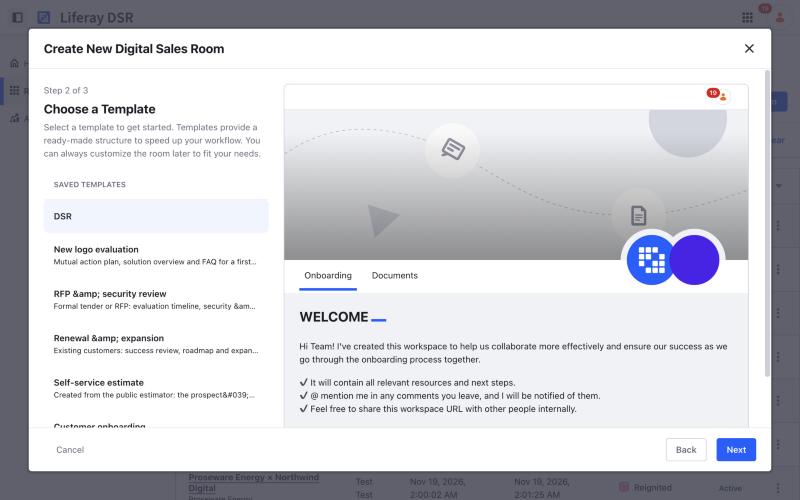 Liferay DSR
19
Create New Digital Sales Room
Step 2 of 3
Choose a Template
Select a template to get started. Templates provide a
ready-made structure to speed up your workflow. You
can always customize the room later to fit your needs.
SAVED TEMPLATES
DSR
New logo evaluation
Mutual action plan, solution overview and FAQ for a first...
RFP &amp; security review
Formal tender or RFP: evaluation timeline, security &am...
Renewal &amp; expansion
Existing customers: success review, roadmap and expan...
Self-service estimate
Created from the public estimator: the prospect&#039;...
Customer onboarding
19
Onboarding
Documents
WELCOME
Hi Team! I've created this workspace to help us collaborate more effectively and ensure our success as we
go through the onboarding process together.
✓ It will contain all relevant resources and next steps.
✓ @ mention me in any comments you leave, and I will be notified of them.
✓ Feel free to share this workspace URL with other people internally.
Cancel
Back
Next
Proseware Energy × Northwind
Digital
Proseware Energy
Test
Test
Nov 19, 2026,
2:00:02 AM
Nov 19, 2026,
2:01:25 AM
Reignited
Active